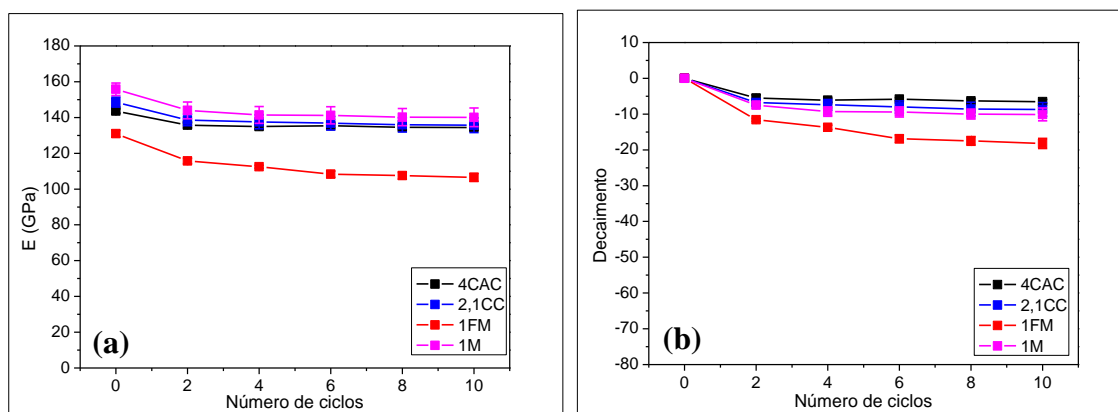 180
160
140
120
100
80
60
40
20
0
E (GPa)
0 2 4 6 8 10
Número de ciclos
4CAC
2,1CC
1FM
1M
(a)
10
0
-10
-20
-30
-40
-50
-60
-70
-80
Decaimento
0 2 4 6 8 10
Número de ciclos
4CAC
2,1CC
1FM
1M
(b)